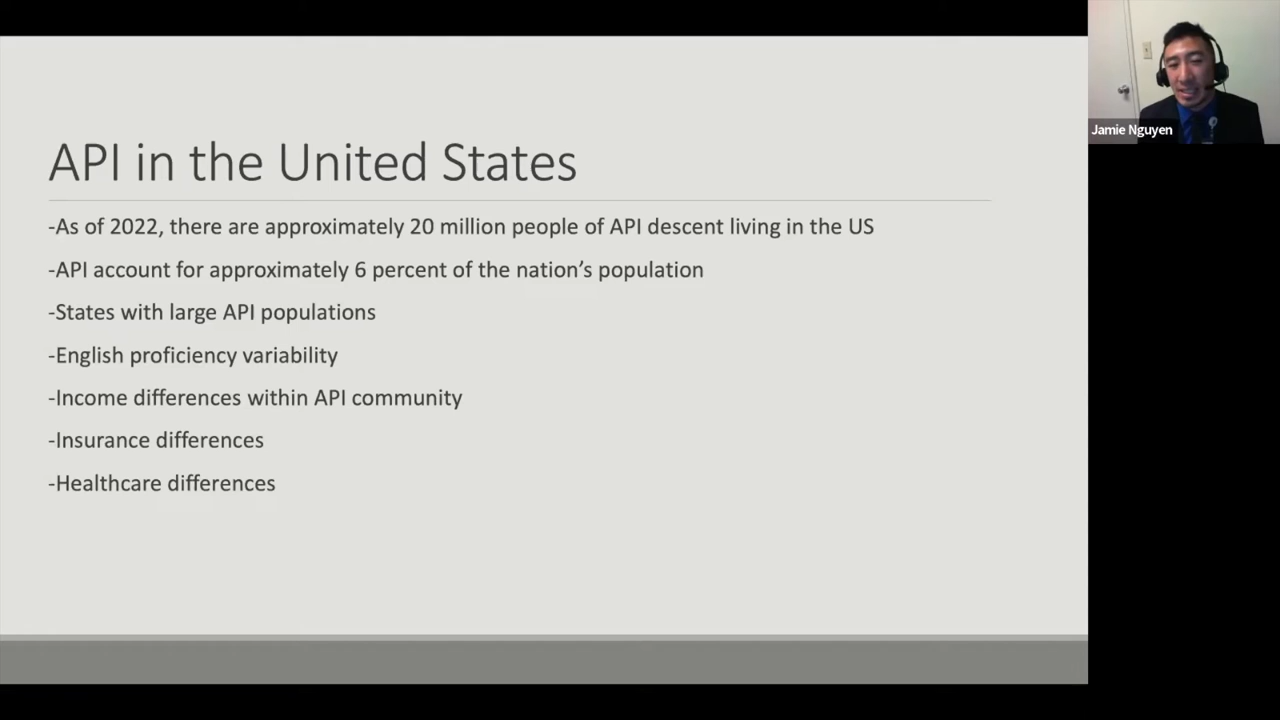 API in the United States
-As of 2022, there are approximately 20 million people of API descent living in the US
-API account for approximately 6 percent of the nation’s population
-States with large API populations
-English proficiency variability
-Income differences within API community
-Insurance differences
-Healthcare differences
Jamie Nguyen